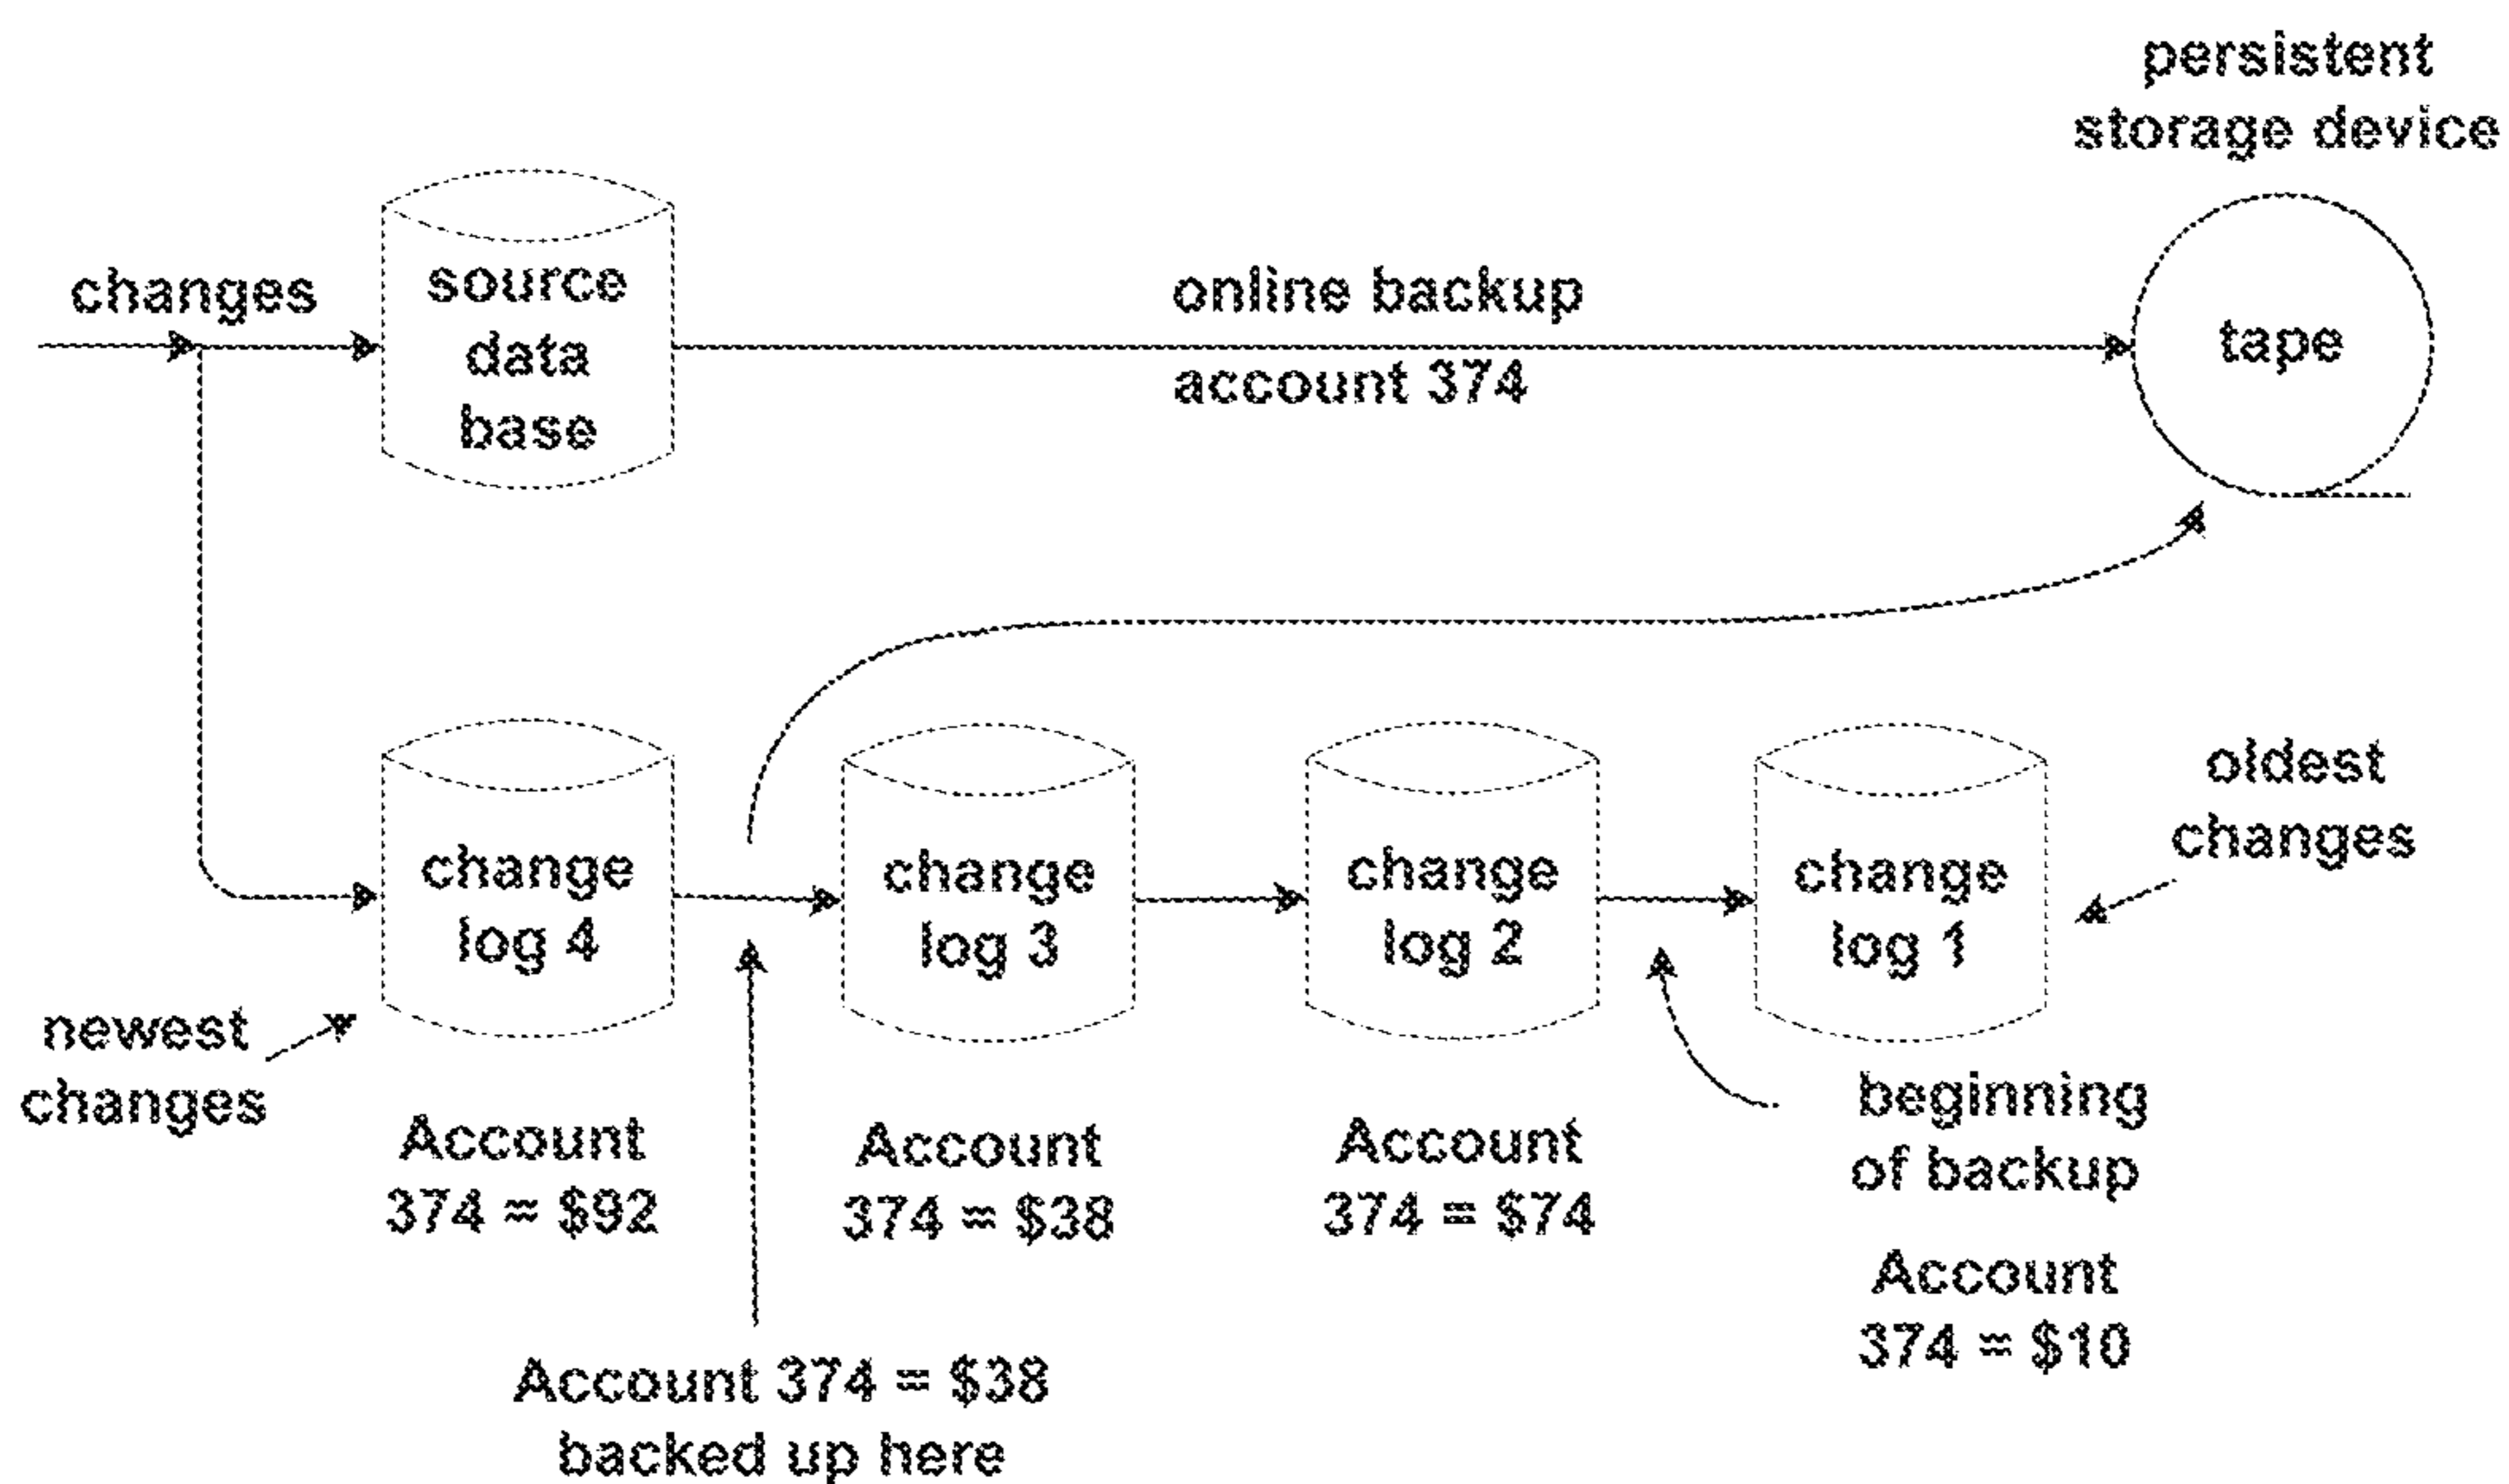 persistent
storage device
changes
source
data
base
online backup
account 374
tape
change
log 4
change
log 3
change
log 2
change
log 1
oldest
changes
newest
changes
Account
374 = $92
Account
374 = $38
Account
374 = $74
beginning
of backup
Account
374 = $10
Account 374 = $38
backed up here